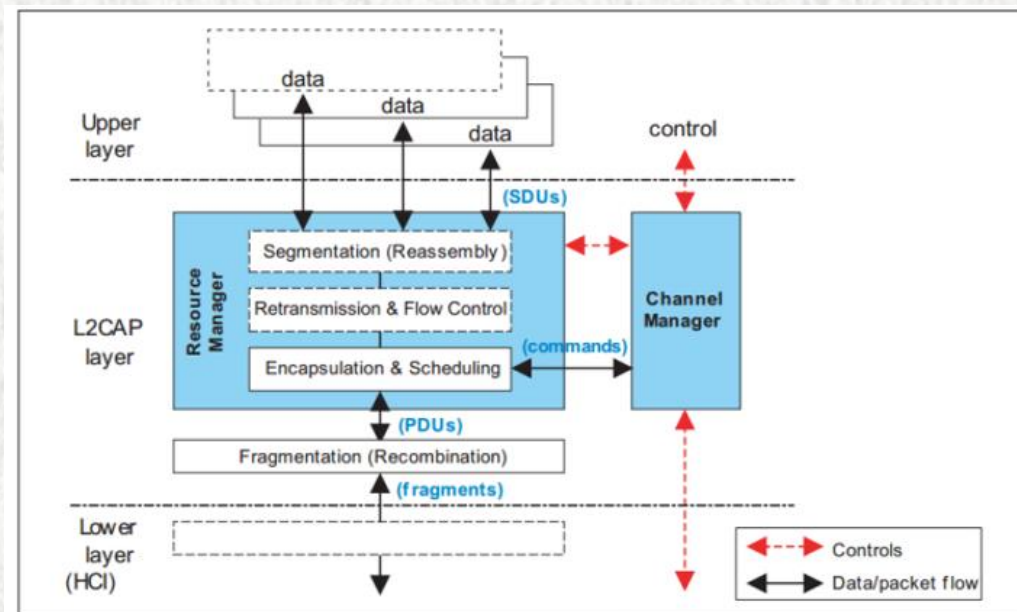 data
data
data
Upper
layer
control
(SDUs)
Segmentation (Reassembly)
Resource
Manager
Retransmission & Flow Control
Channel
Manager
L2CAP
layer
(commands)
Encapsulation & Scheduling
(PDUs)
Fragmentation (Recombination)
(fragments)
Lower
layer
(HCI)
Controls
Data/packet flow